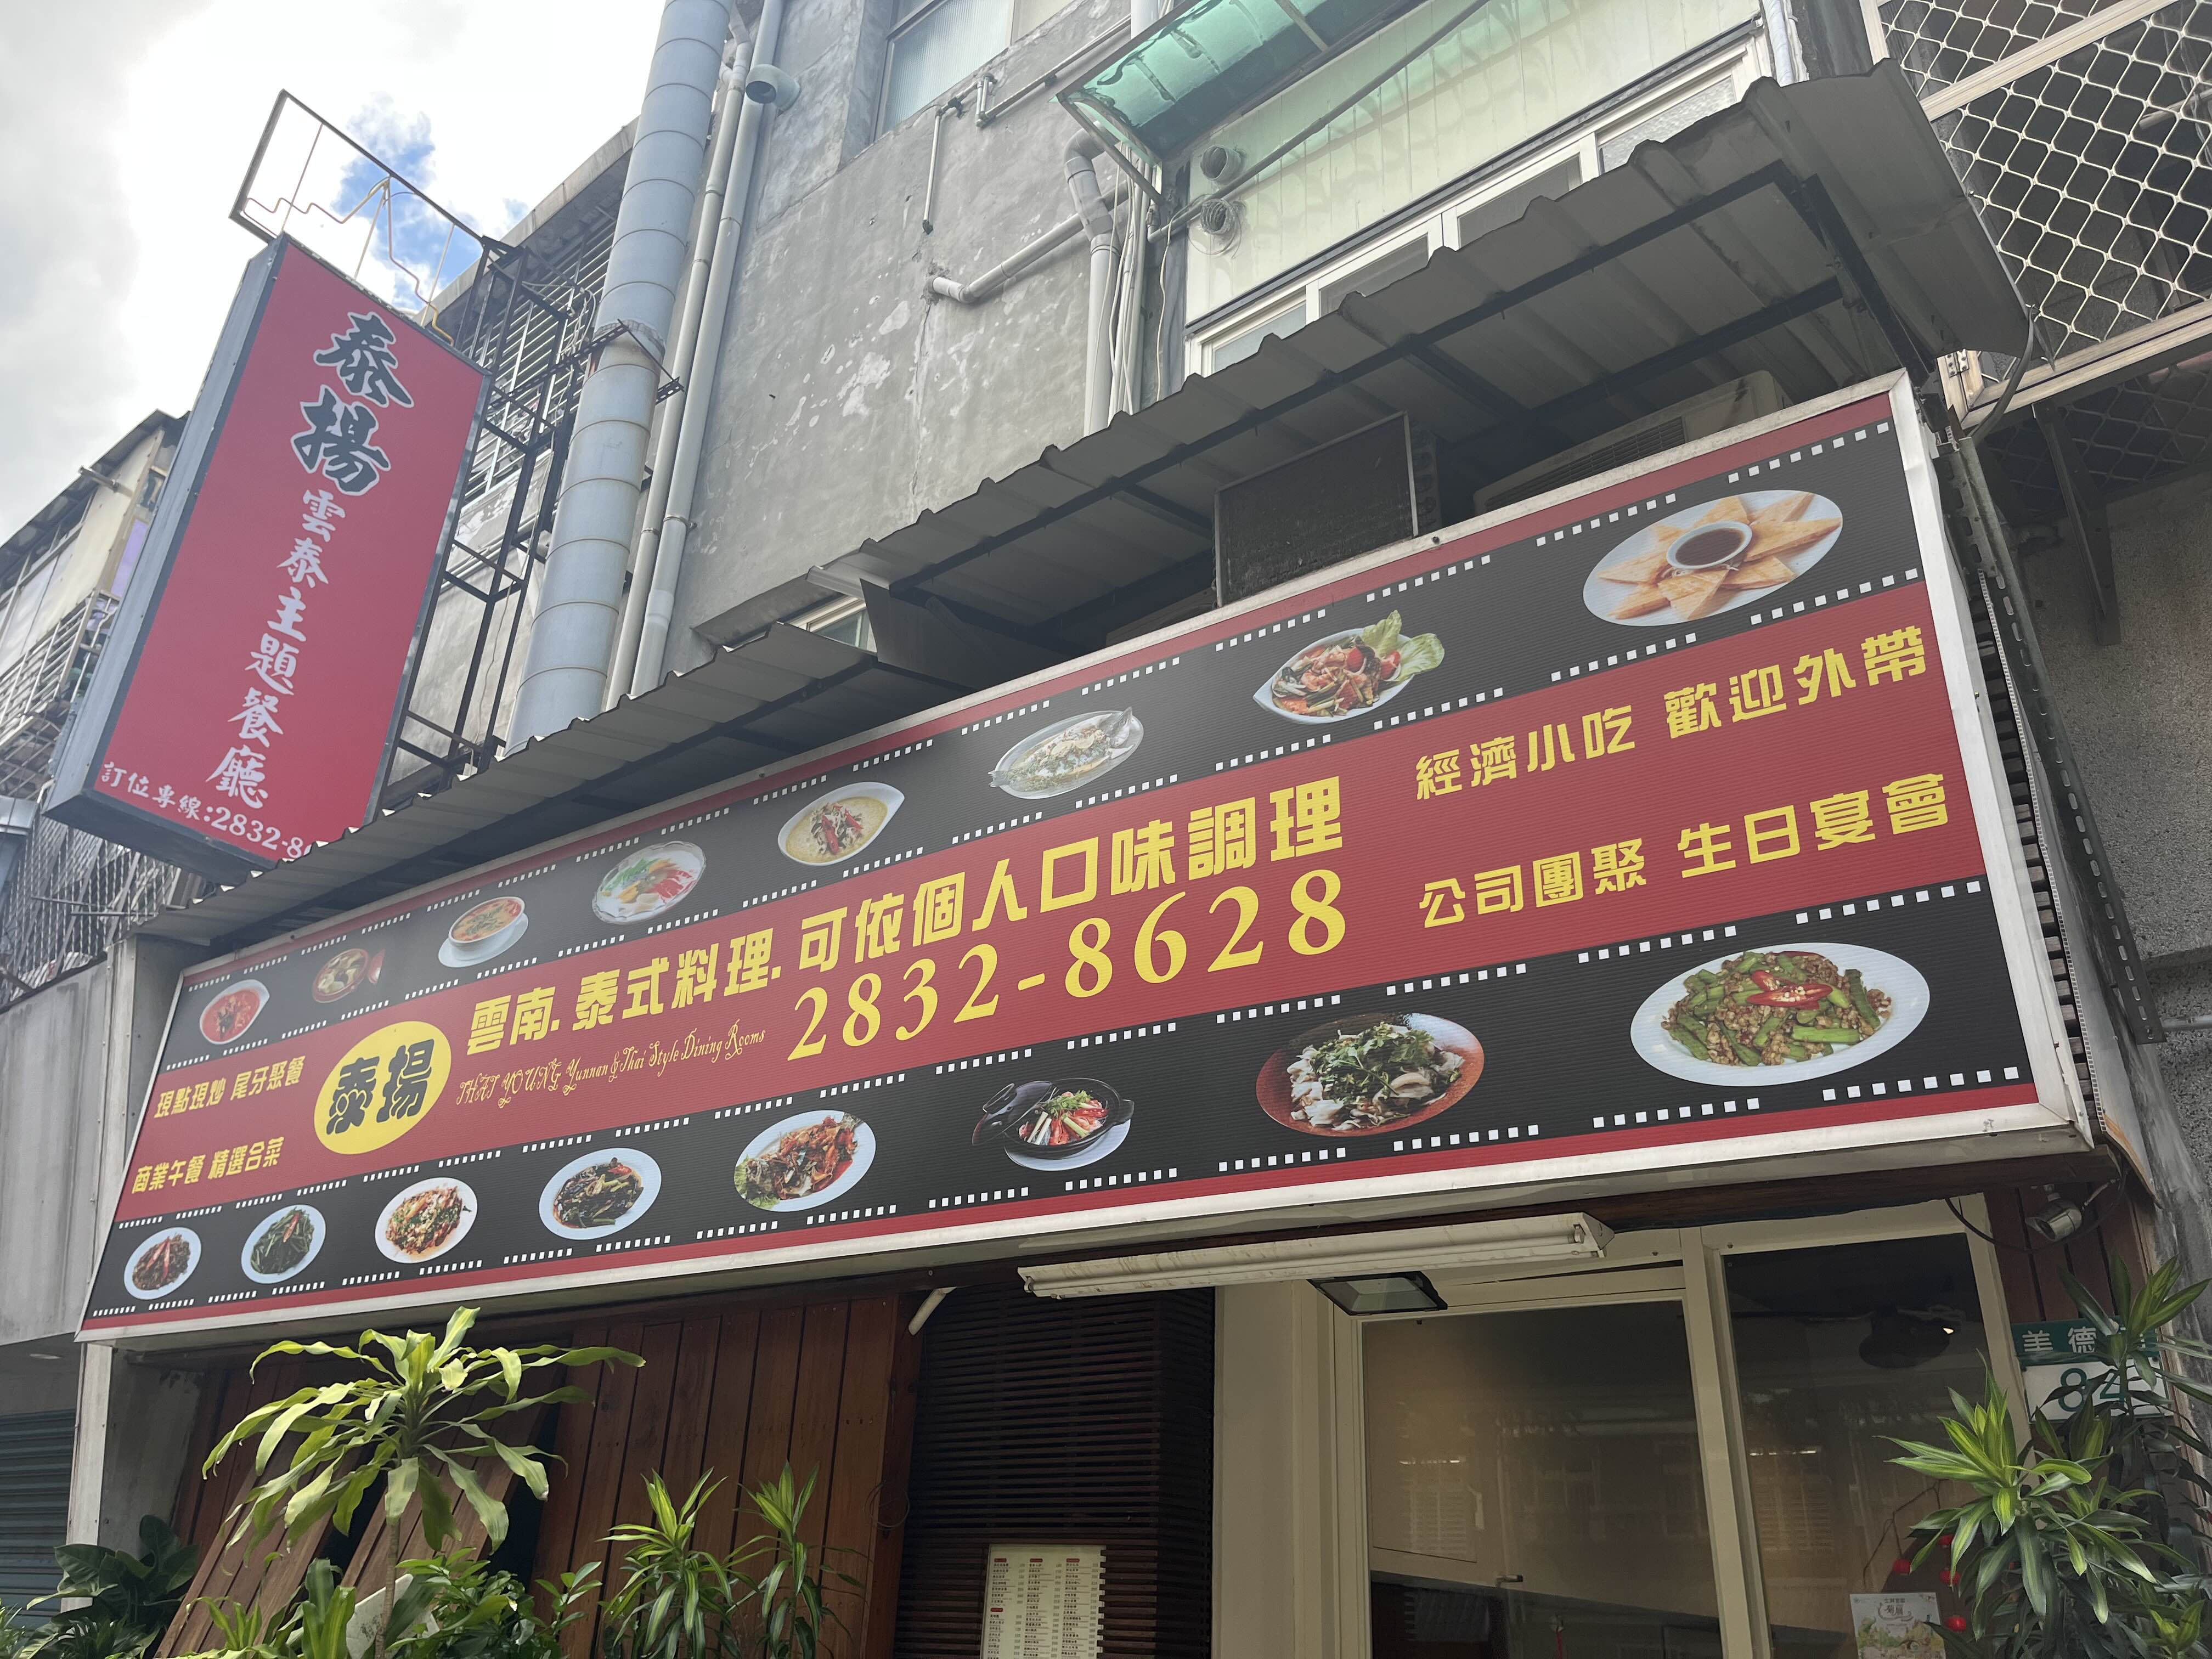 泰揚
雲泰主題餐廳
訂位專線:2832-8
現點現炒 尾牙聚餐
商業午餐 精選合菜
泰揚
雲南.泰式料理.可依個人口味調理
THAI YOUNG Yunnan & Thai Style Dining Rooms
2832-8628
經濟小吃 歡迎外帶
公司團聚 生日宴會
美德
84